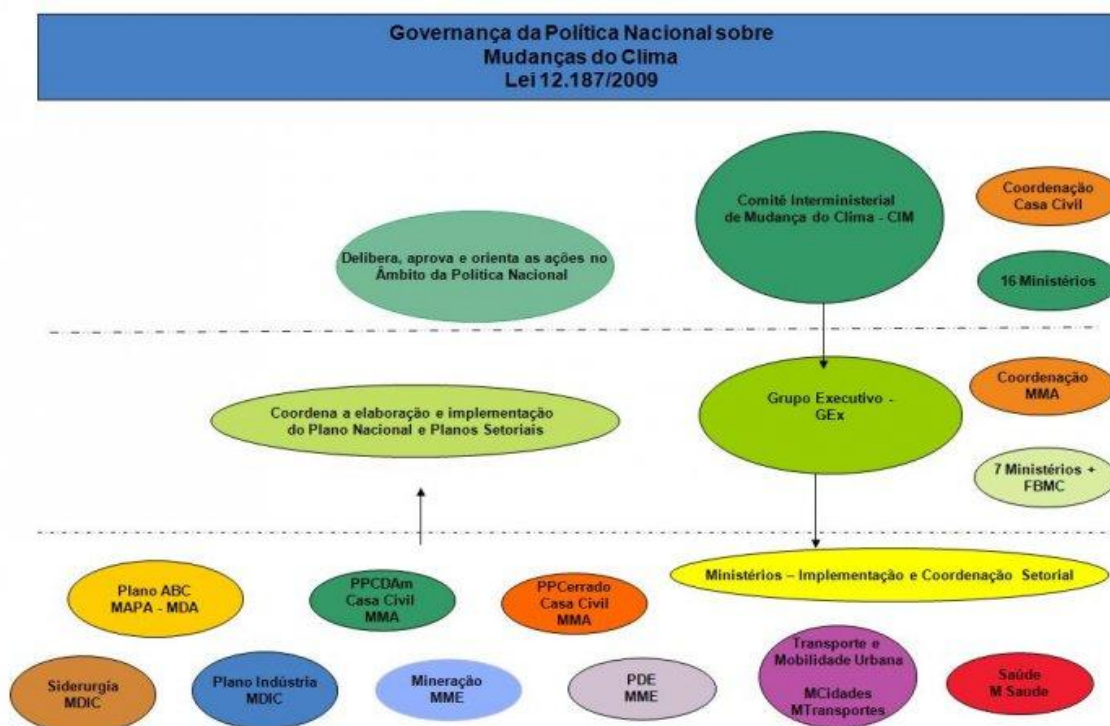 Governança da Política Nacional sobre
Mudanças do Clima
Lei 12.187/2009
Comitê Interministerial
de Mudança do Clima - CIM
Coordenação
Casa Civil
Delibera, aprova e orienta as ações no
Âmbito da Política Nacional
16 Ministérios
Coordena a elaboração e implementação
do Plano Nacional e Planos Setoriais
Grupo Executivo -
GEx
Coordenação
MMA
7 Ministérios +
FBMC
Ministérios – Implementação e Coordenação Setorial
Plano ABC
MAPA - MDA
PPCDAm
Casa Civil
MMA
PPCerrado
Casa Civil
MMA
Siderurgia
MDIC
Plano Indústria
MDIC
Mineração
MME
PDE
MME
Transporte e
Mobilidade Urbana
MCidades
MTransportes
Saúde
M Saude